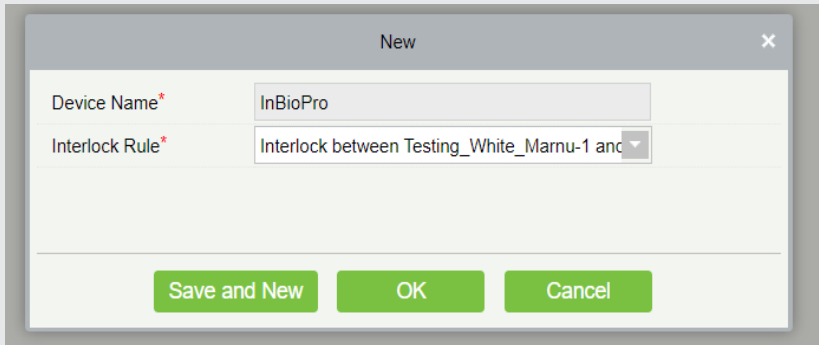 New
Device Name* InBioPro
Interlock Rule* Interlock between Testing_White_Marnu-1 and
Save and New OK Cancel